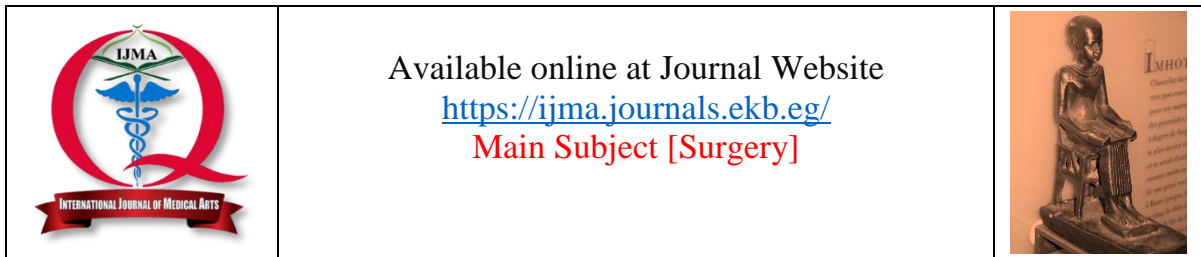 IJMA
INTERNATIONAL JOURNAL OF MEDICAL ARTS
Available online at Journal Website
https://ijma.journals.ekb.eg/
Main Subject [Surgery]
IMHOT